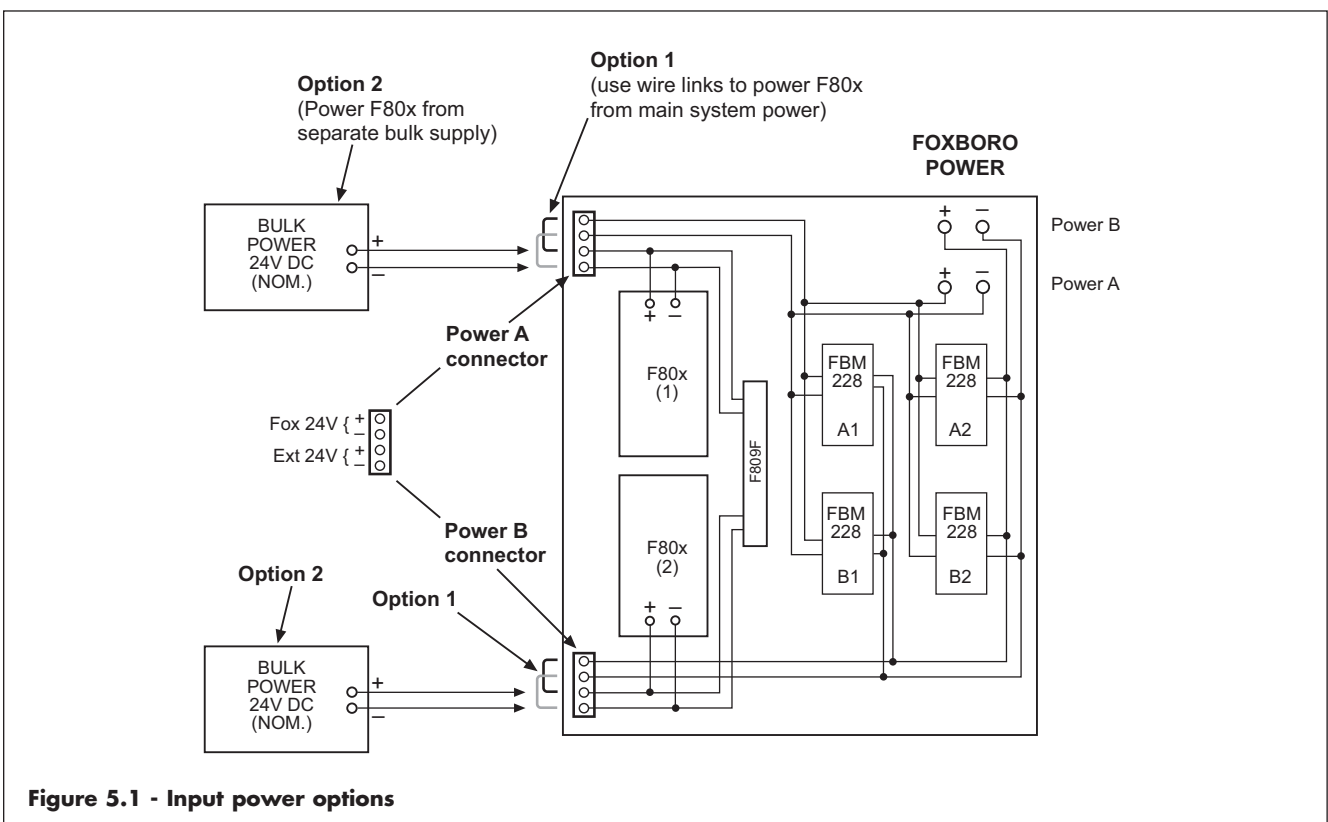 Option 1
(use wire links to power F80x
from main system power)
Option 2
(Power F80x from
separate bulk supply)
FOXBORO
POWER
BULK
POWER
24V DC
(NOM.)
+
–
+ –
Power B
+ –
Power A
Power A
connector
+ –
F80x
(1)
F809F
FBM
228
A1
FBM
228
A2
Fox 24V { +
–
Ext 24V { +
–
Power B
connector
F80x
(2)
+ –
FBM
228
B1
FBM
228
B2
Option 2
Option 1
BULK
POWER
24V DC
(NOM.)
+
–
Figure 5.1 - Input power options